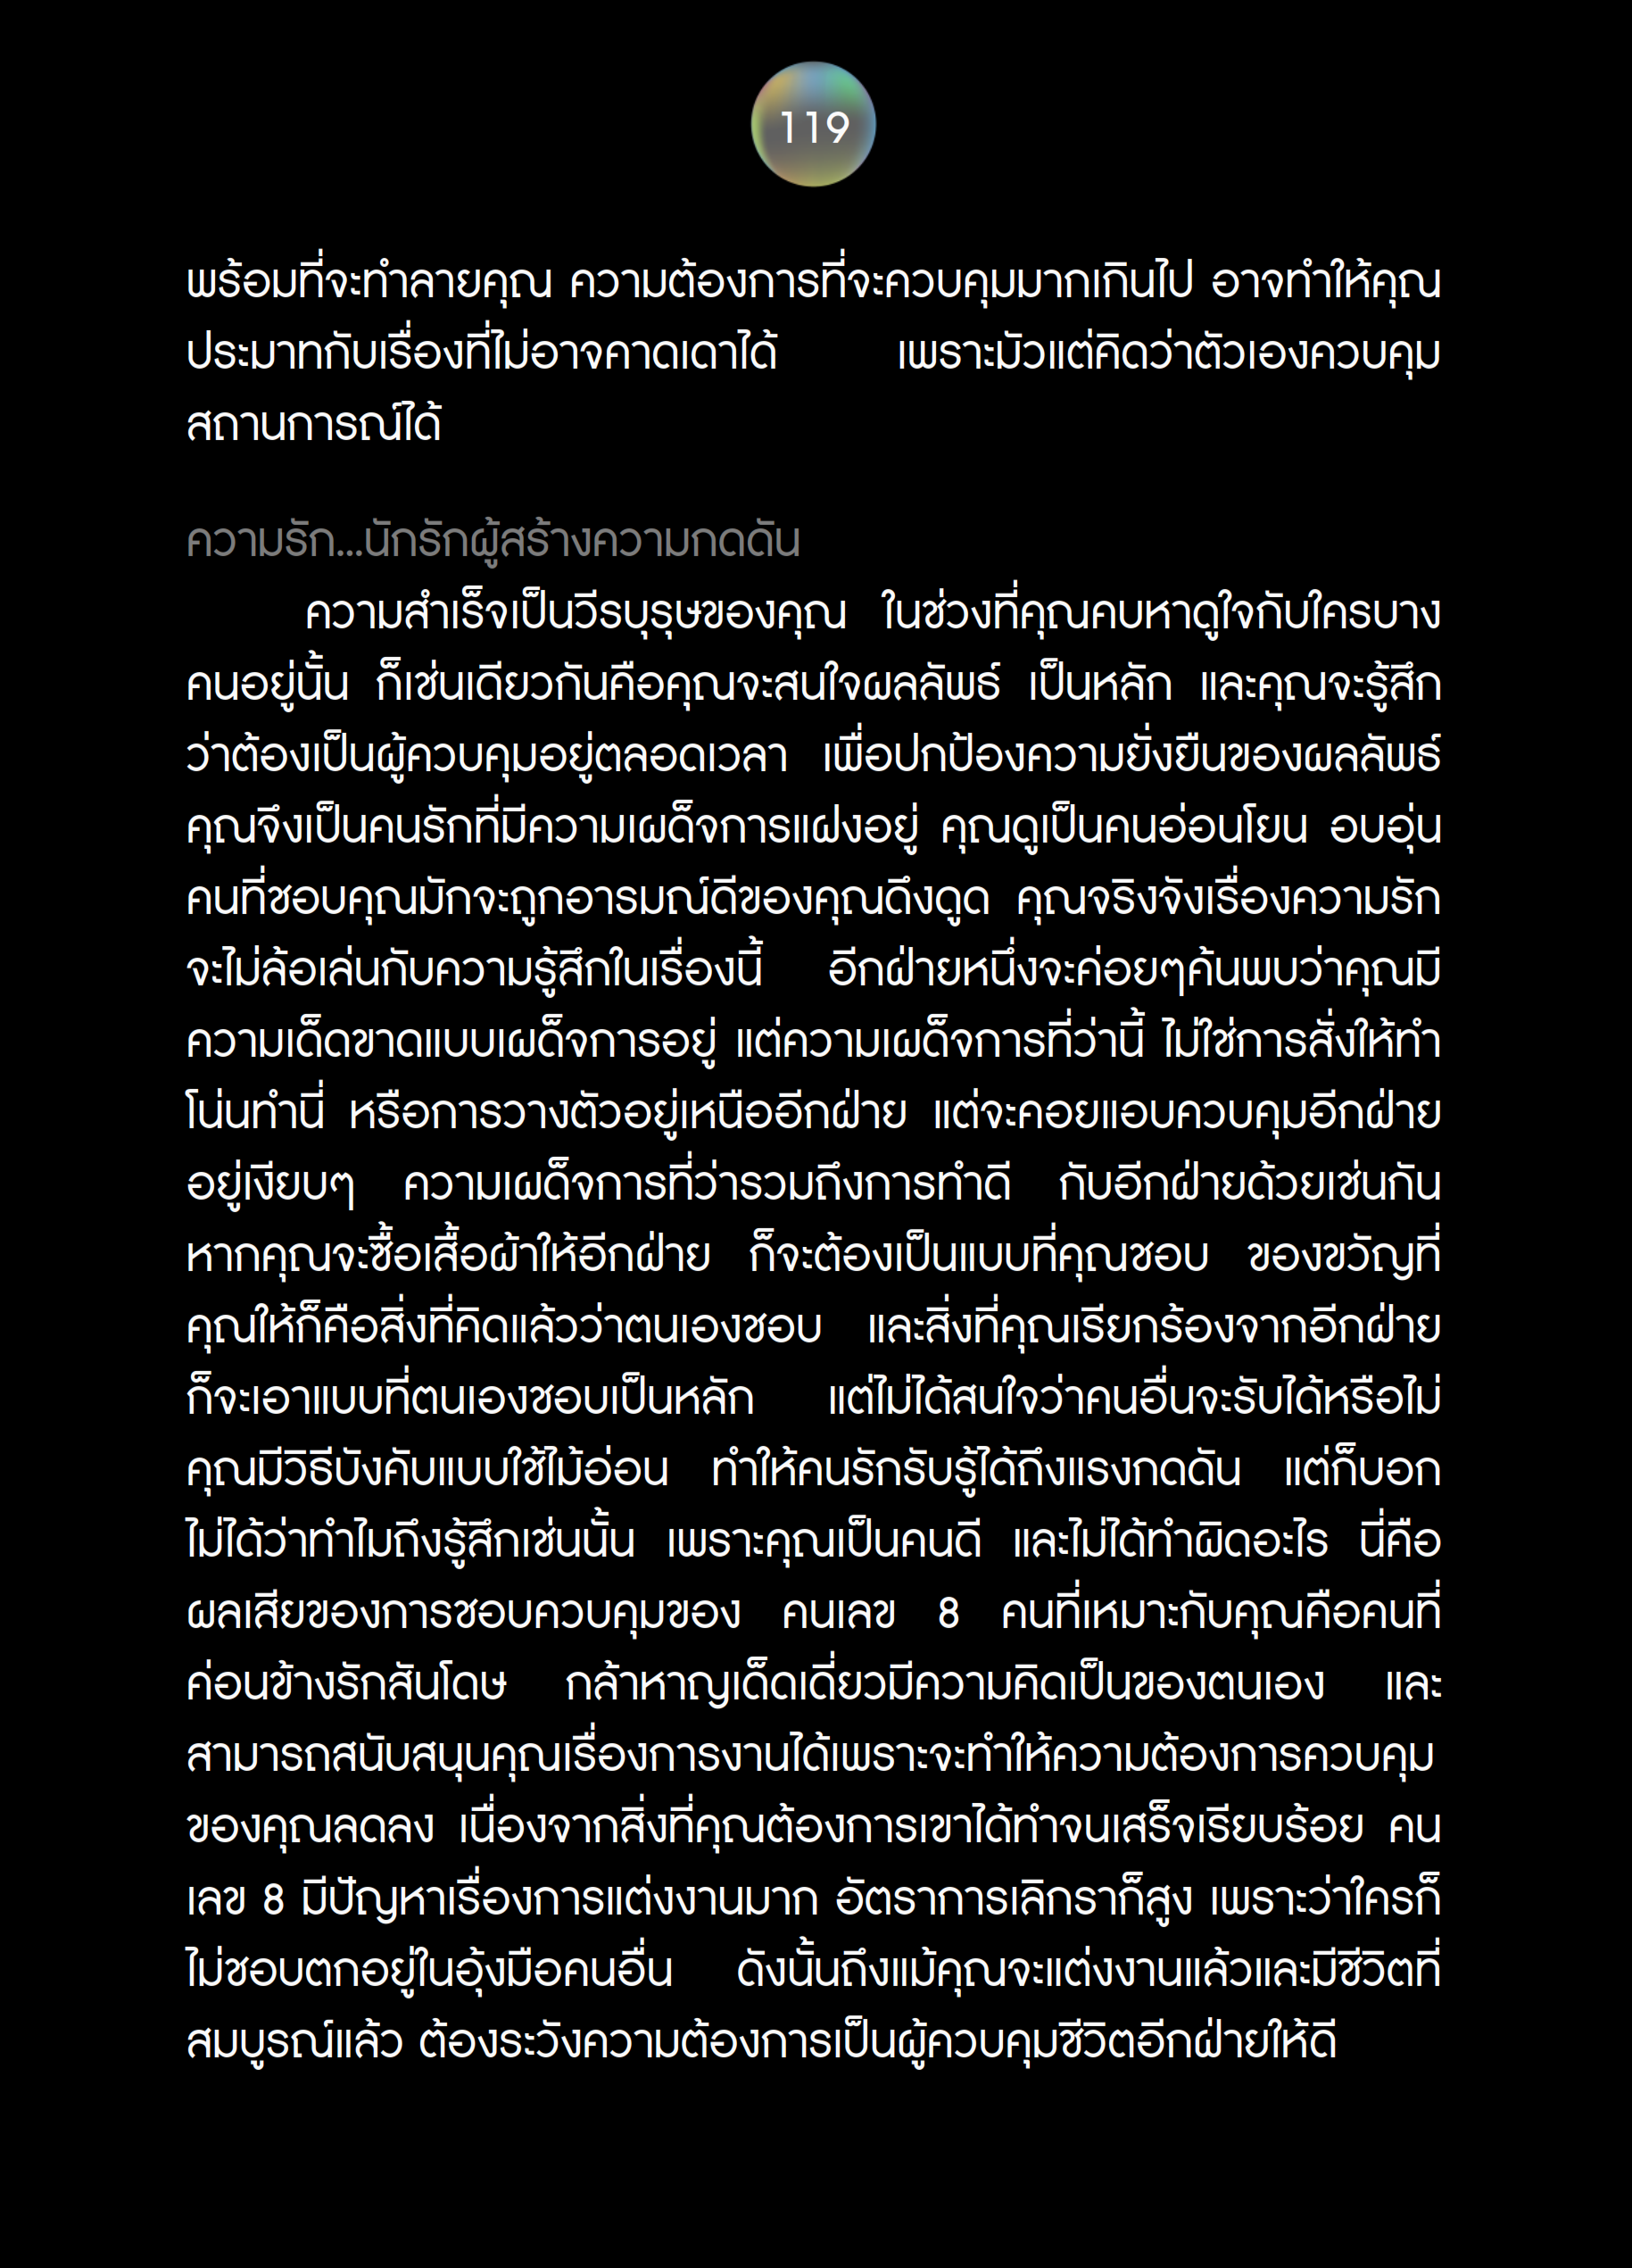 119
พร้อมที่จะทำลายคุณ ความต้องการที่จะควบคุมมากเกินไป อาจทำให้คุณ
ประมาทกับเรื่องที่ไม่อาจคาดเดาได้ เพราะมัวแต่คิดว่าตัวเองควบคุม
สถานการณ์ได้
ความรัก...นักรักผู้สร้างความกดดัน
ความสำเร็จเป็นวีรบุรุษของคุณ ในช่วงที่คุณคบหาดูใจกับใครบาง
คนอยู่นั้น ก็เช่นเดียวกันคือคุณจะสนใจผลลัพธ์ เป็นหลัก และคุณจะรู้สึก
ว่าต้องเป็นผู้ควบคุมอยู่ตลอดเวลา เพื่อปกป้องความยั่งยืนของผลลัพธ์
คุณจึงเป็นคนรักที่มีความเผด็จการแฝงอยู่ คุณดูเป็นคนอ่อนโยน อบอุ่น
คนที่ชอบคุณมักจะถูกอารมณ์ดีของคุณดึงดูด คุณจริงจังเรื่องความรัก
จะไม่ล้อเล่นกับความรู้สึกในเรื่องนี้ อีกฝ่ายหนึ่งจะค่อยๆค้นพบว่าคุณมี
ความเด็ดขาดแบบเผด็จการอยู่ แต่ความเผด็จการที่ว่านี้ ไม่ใช่การสั่งให้ทำ
โน่นทำนี่ หรือการวางตัวอยู่เหนืออีกฝ่าย แต่จะคอยแอบควบคุมอีกฝ่าย
อยู่เงียบๆ ความเผด็จการที่ว่ารวมถึงการทำดี กับอีกฝ่ายด้วยเช่นกัน
หากคุณจะซื้อเสื้อผ้าให้อีกฝ่าย ก็จะต้องเป็นแบบที่คุณชอบ ของขวัญที่
คุณให้ก็คือสิ่งที่คิดแล้วว่าตนเองชอบ และสิ่งที่คุณเรียกร้องจากอีกฝ่าย
ก็จะเอาแบบที่ตนเองชอบเป็นหลัก แต่ไม่ได้สนใจว่าคนอื่นจะรับได้หรือไม่
คุณมีวิธีบังคับแบบใช้ไม้อ่อน ทำให้คนรักรับรู้ได้ถึงแรงกดดัน แต่ก็บอก
ไม่ได้ว่าทำไมถึงรู้สึกเช่นนั้น เพราะคุณเป็นคนดี และไม่ได้ทำผิดอะไร นี่คือ
ผลเสียของการชอบควบคุมของ คนเลข 8 คนที่เหมาะกับคุณคือคนที่
ค่อนข้างรักสันโดษ กล้าหาญเด็ดเดี่ยวมีความคิดเป็นของตนเอง และ
สามารถสนับสนุนคุณเรื่องการงานได้เพราะจะทำให้ความต้องการควบคุม
ของคุณลดลง เนื่องจากสิ่งที่คุณต้องการเขาได้ทำจนเสร็จเรียบร้อย คน
เลข 8 มีปัญหาเรื่องการแต่งงานมาก อัตราการเลิกราก็สูง เพราะว่าใครก็
ไม่ชอบตกอยู่ในอุ้งมือคนอื่น ดังนั้นถึงแม้คุณจะแต่งงานแล้วและมีชีวิตที่
สมบูรณ์แล้ว ต้องระวังความต้องการเป็นผู้ควบคุมชีวิตอีกฝ่ายให้ดี